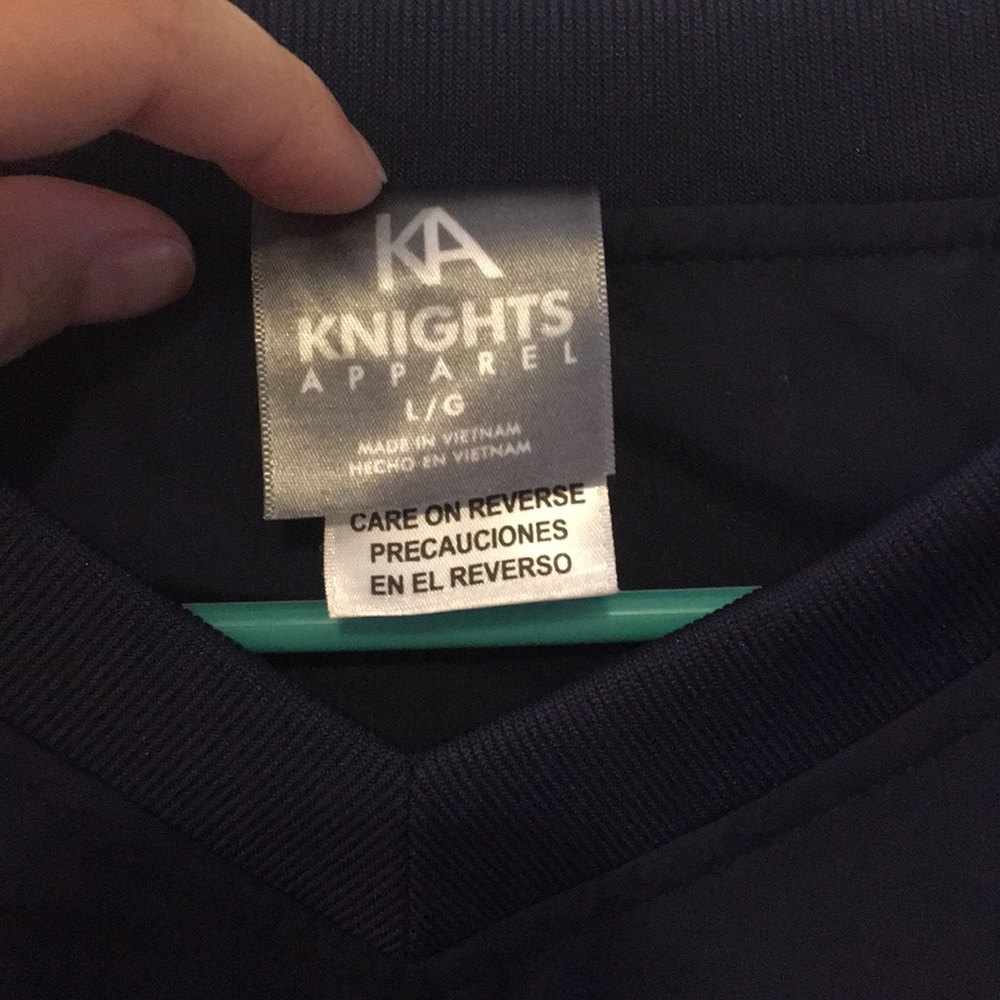 KA
KNIGHTS
APPAREL
L/G
MADE IN VIETNAM
HECHO EN VIETNAM
CARE ON REVERSE
PRECAUCIONES
EN EL REVERSO